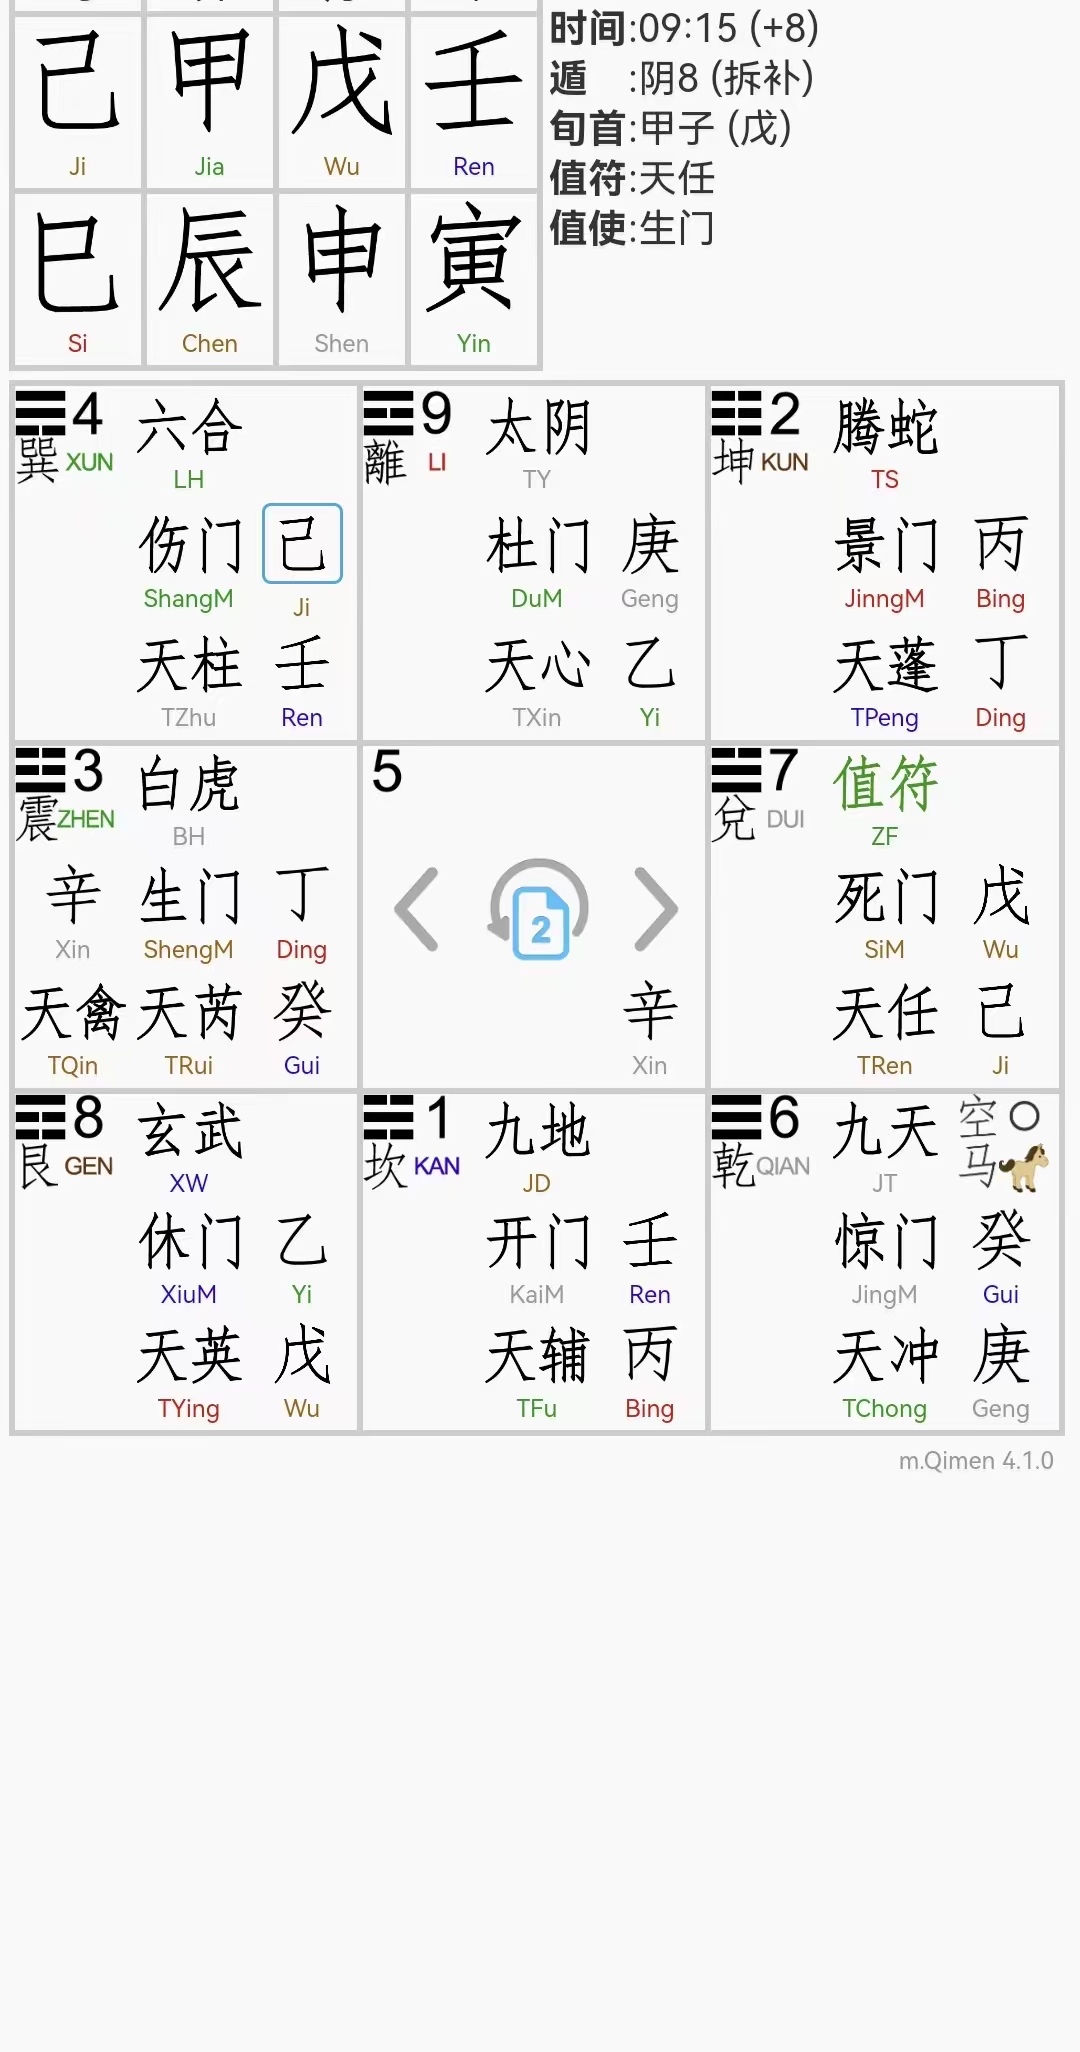 己 甲 戊 壬
Ji Jia Wu Ren
巳 辰 申 寅
Si Chen Shen Yin
时间:09:15 (+8)
遁 :阴8 (拆补)
旬首:甲子 (戊)
值符:天任
值使:生门
4 六合
巽 XUN LH
伤门 己
ShangM Ji
天柱 壬
TZhu Ren
9 太阴
離 LI TY
杜门 庚
DuM Geng
天心 乙
TXin Yi
2 腾蛇
坤 KUN TS
景门 丙
JinngM Bing
天蓬 丁
TPeng Ding
3 白虎
震 ZHEN BH
辛 生门 丁
Xin ShengM Ding
天禽 天芮 癸
TQin TRui Gui
5
2
辛
Xin
7 值符
兌 DUI ZF
死门 戊
SiM Wu
天任 己
TRen Ji
8 玄武
艮 GEN XW
休门 乙
XiuM Yi
天英 戊
TYing Wu
1 九地
坎 KAN JD
开门 壬
KaiM Ren
天辅 丙
TFu Bing
6 九天 空
乾 QIAN JT 马
惊门 癸
JingM Gui
天冲 庚
TChong Geng
m.Qimen 4.1.0